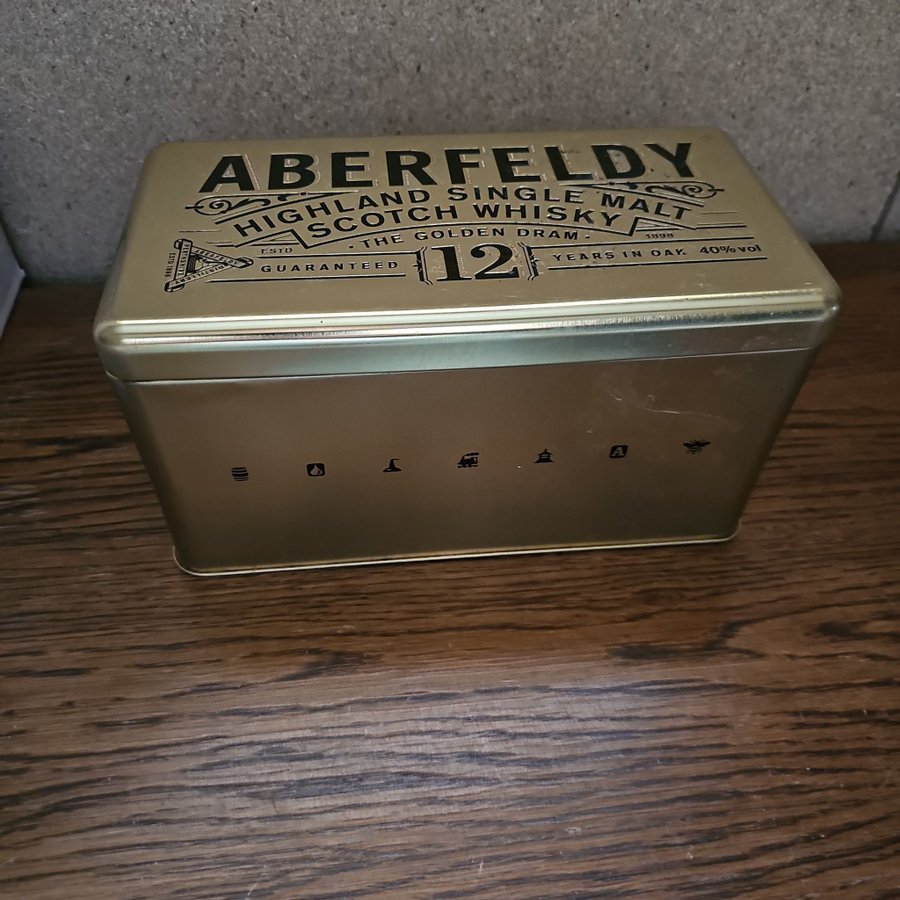 ABERFELDY
HIGHLAND SINGLE MALT
SCOTCH WHISKY
· THE GOLDEN DRAM ·
ESTD 1898
GUARANTEED 12 YEARS IN OAK 40% vol
A